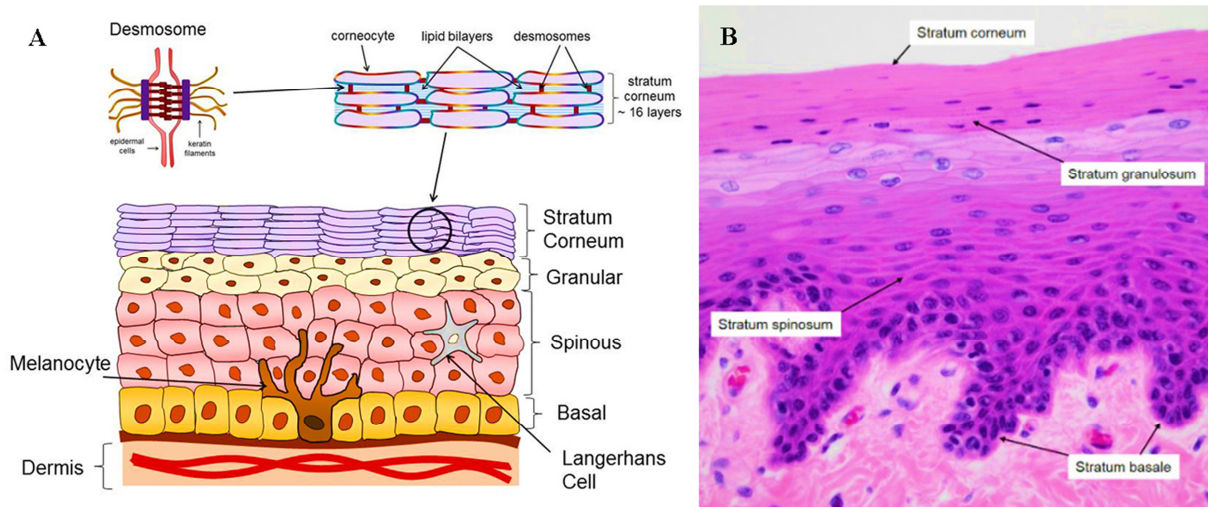 A
Desmosome
epidermal
cells
keratin
filaments
corneocyte
lipid bilayers
desmosomes
stratum
corneum
~ 16 layers
Stratum
Corneum
Granular
Spinous
Melanocyte
Basal
Dermis
Langerhans
Cell
B
Stratum corneum
Stratum granulosum
Stratum spinosum
Stratum basale